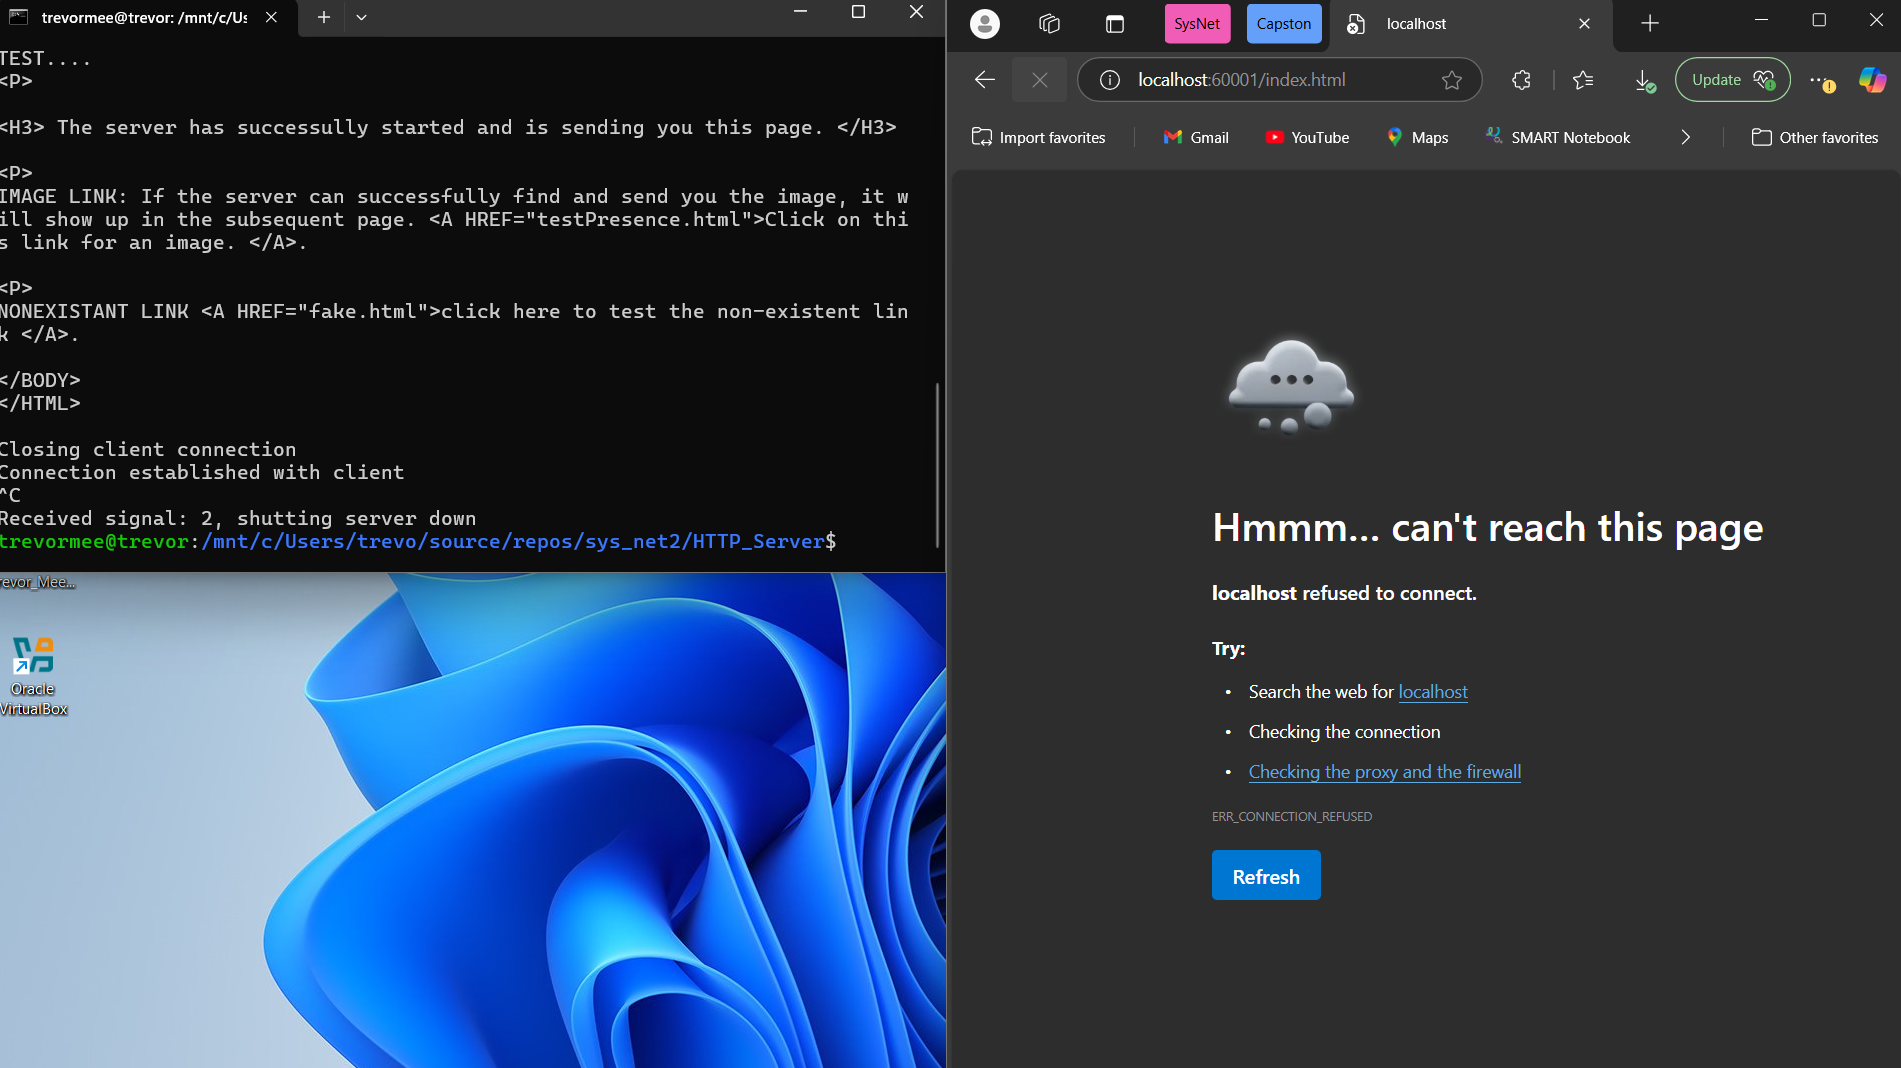 trevormee@trevor: /mnt/c/Us
TEST....
<P>
<H3> The server has successully started and is sending you this page. </H3>
<P>
IMAGE LINK: If the server can successfully find and send you the image, it w
ill show up in the subsequent page. <A HREF="testPresence.html">Click on thi
s link for an image. </A>.
<P>
NONEXISTANT LINK <A HREF="fake.html">click here to test the non-existent lin
k </A>.
</BODY>
</HTML>
Closing client connection
Connection established with client
^C
Received signal: 2, shutting server down
trevormee@trevor:/mnt/c/Users/trevo/source/repos/sys_net2/HTTP_Server$
revor_Mee...
Oracle
VirtualBox
SysNet
Capston
localhost
localhost:60001/index.html
Update
Import favorites
Gmail
YouTube
Maps
SMART Notebook
Other favorites
Hmmm... can't reach this page
localhost refused to connect.
Try:
• Search the web for localhost
• Checking the connection
• Checking the proxy and the firewall
ERR_CONNECTION_REFUSED
Refresh